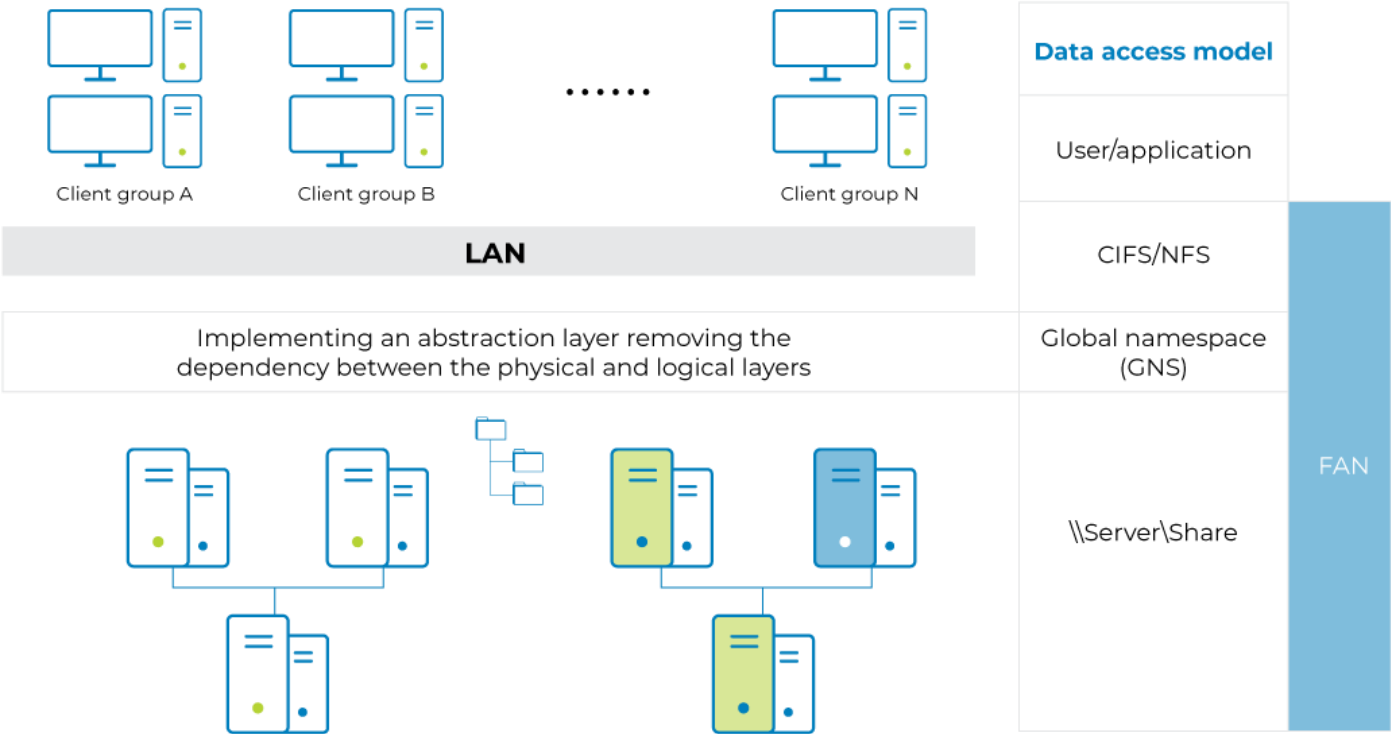 Data access model
User/application
Client group A
Client group B
......
Client group N
LAN
CIFS/NFS
Implementing an abstraction layer removing the
dependency between the physical and logical layers
Global namespace
(GNS)
FAN
\\Server\Share